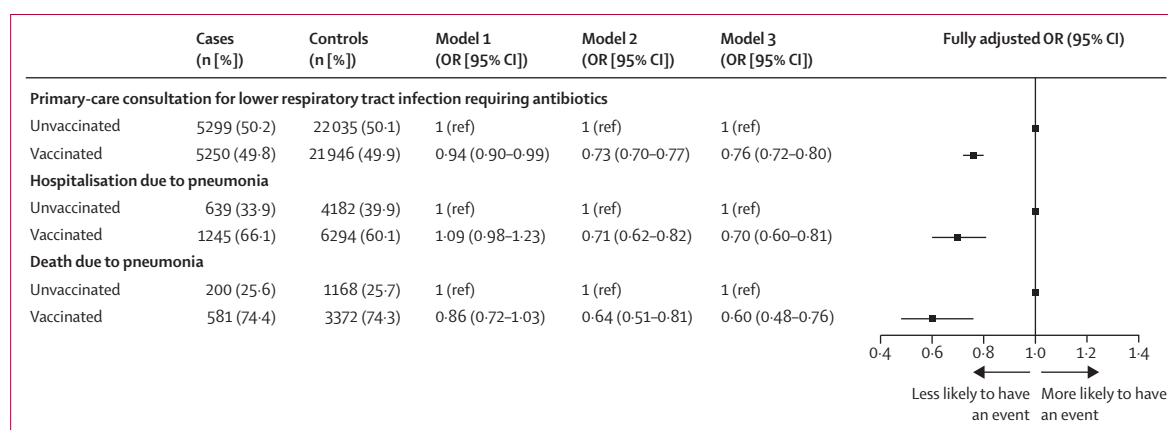 Cases Controls Model 1 Model 2 Model 3 Fully adjusted OR (95% CI)
(n [%]) (n [%]) (OR [95% CI]) (OR [95% CI]) (OR [95% CI])
Primary-care consultation for lower respiratory tract infection requiring antibiotics
Unvaccinated 5299 (50·2) 22 035 (50·1) 1 (ref) 1 (ref) 1 (ref)
Vaccinated 5250 (49·8) 21 946 (49·9) 0·94 (0·90–0·99) 0·73 (0·70–0·77) 0·76 (0·72–0·80)
Hospitalisation due to pneumonia
Unvaccinated 639 (33·9) 4182 (39·9) 1 (ref) 1 (ref) 1 (ref)
Vaccinated 1245 (66·1) 6294 (60·1) 1·09 (0·98–1·23) 0·71 (0·62–0·82) 0·70 (0·60–0·81)
Death due to pneumonia
Unvaccinated 200 (25·6) 1168 (25·7) 1 (ref) 1 (ref) 1 (ref)
Vaccinated 581 (74·4) 3372 (74·3) 0·86 (0·72–1·03) 0·64 (0·51–0·81) 0·60 (0·48–0·76)
0·4 0·6 0·8 1·0 1·2 1·4
Less likely to have More likely to have
an event an event